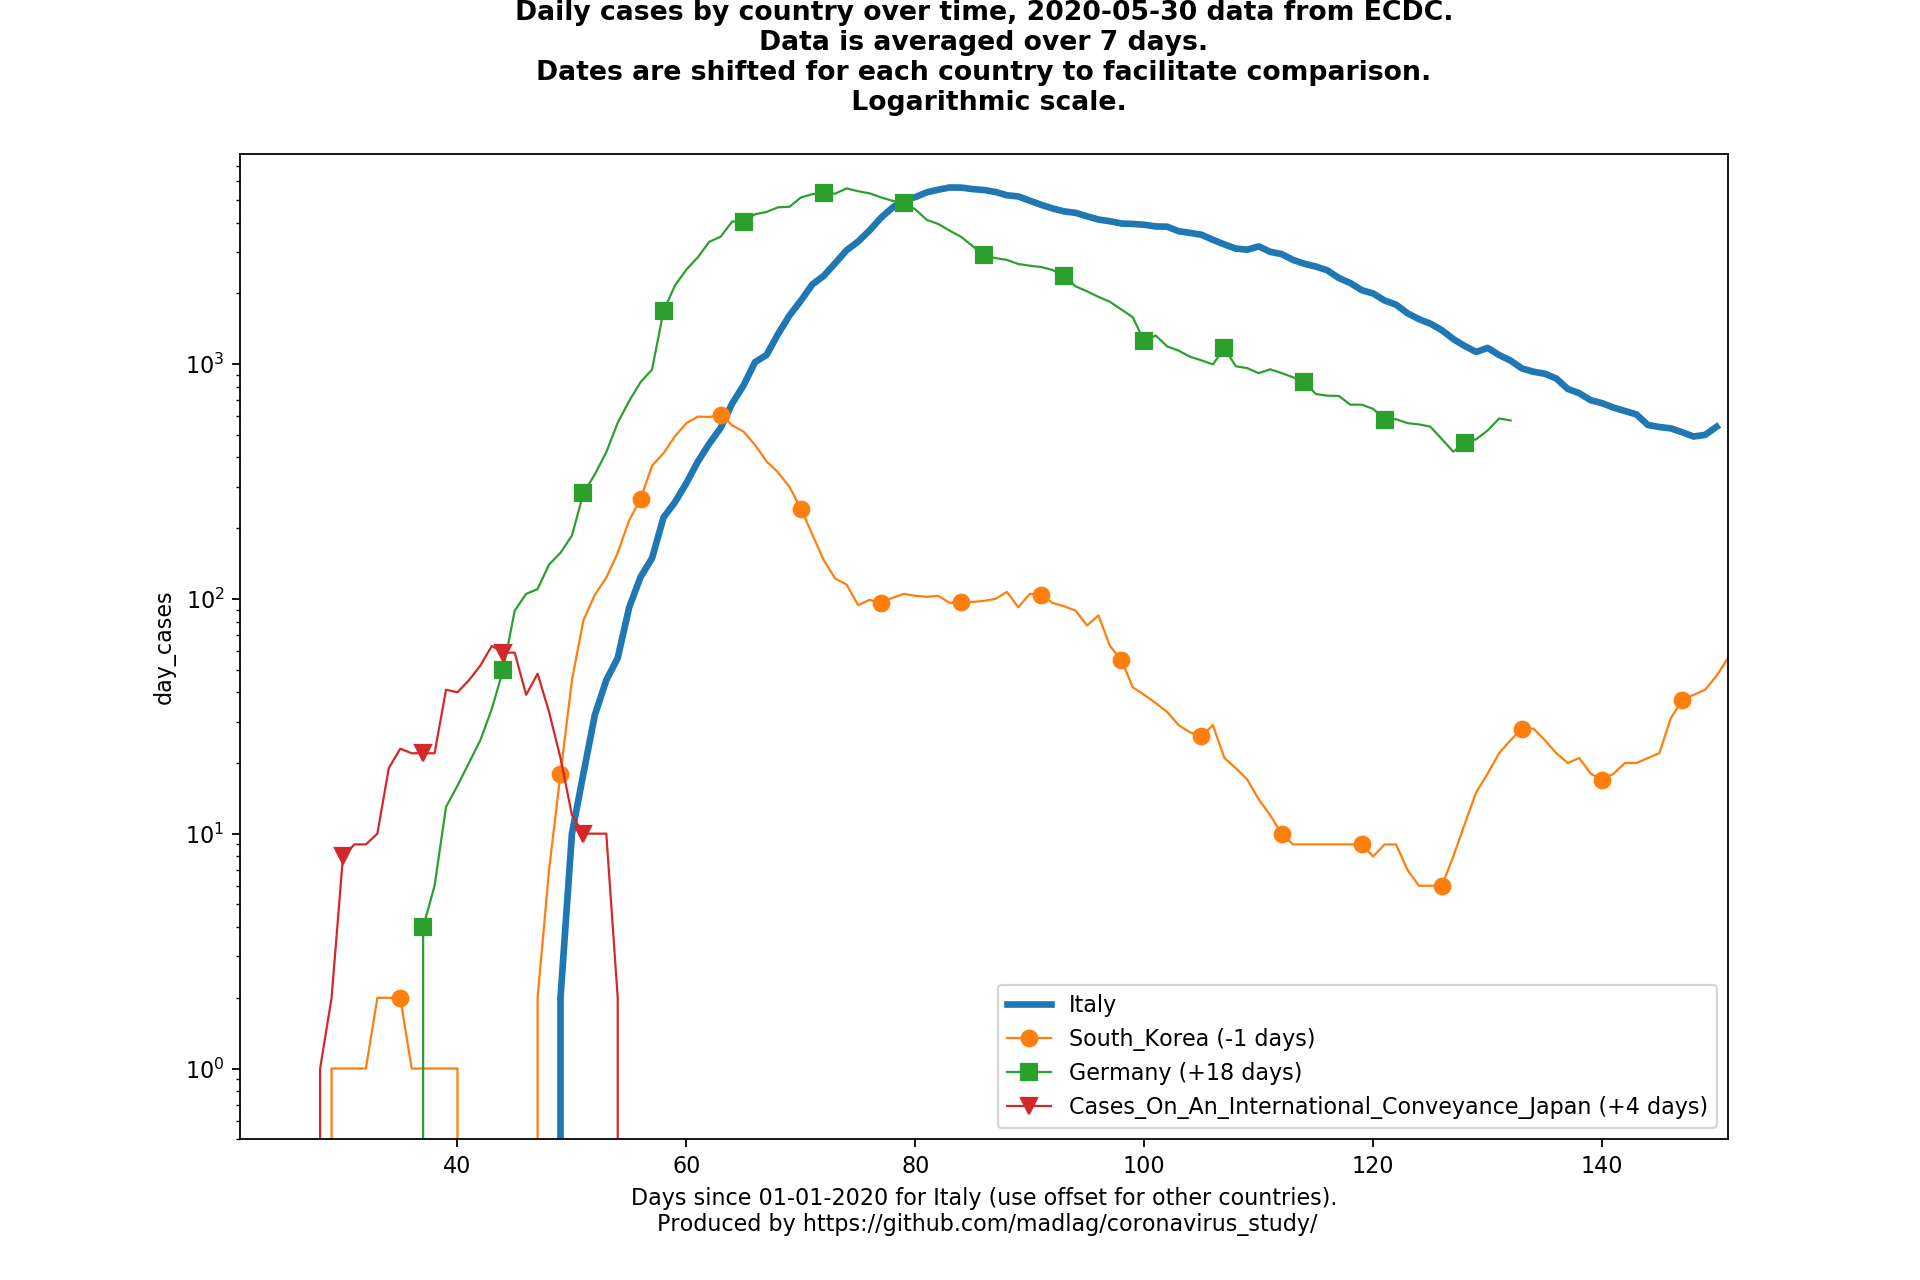 Daily cases by country over time, 2020-05-30 data from ECDC.
Data is averaged over 7 days.
Dates are shifted for each country to facilitate comparison.
Logarithmic scale.
day_cases
10³
10²
10¹
10⁰
Italy
South_Korea (-1 days)
Germany (+18 days)
Cases_On_An_International_Conveyance_Japan (+4 days)
40 60 80 100 120 140
Days since 01-01-2020 for Italy (use offset for other countries).
Produced by https://github.com/madlag/coronavirus_study/